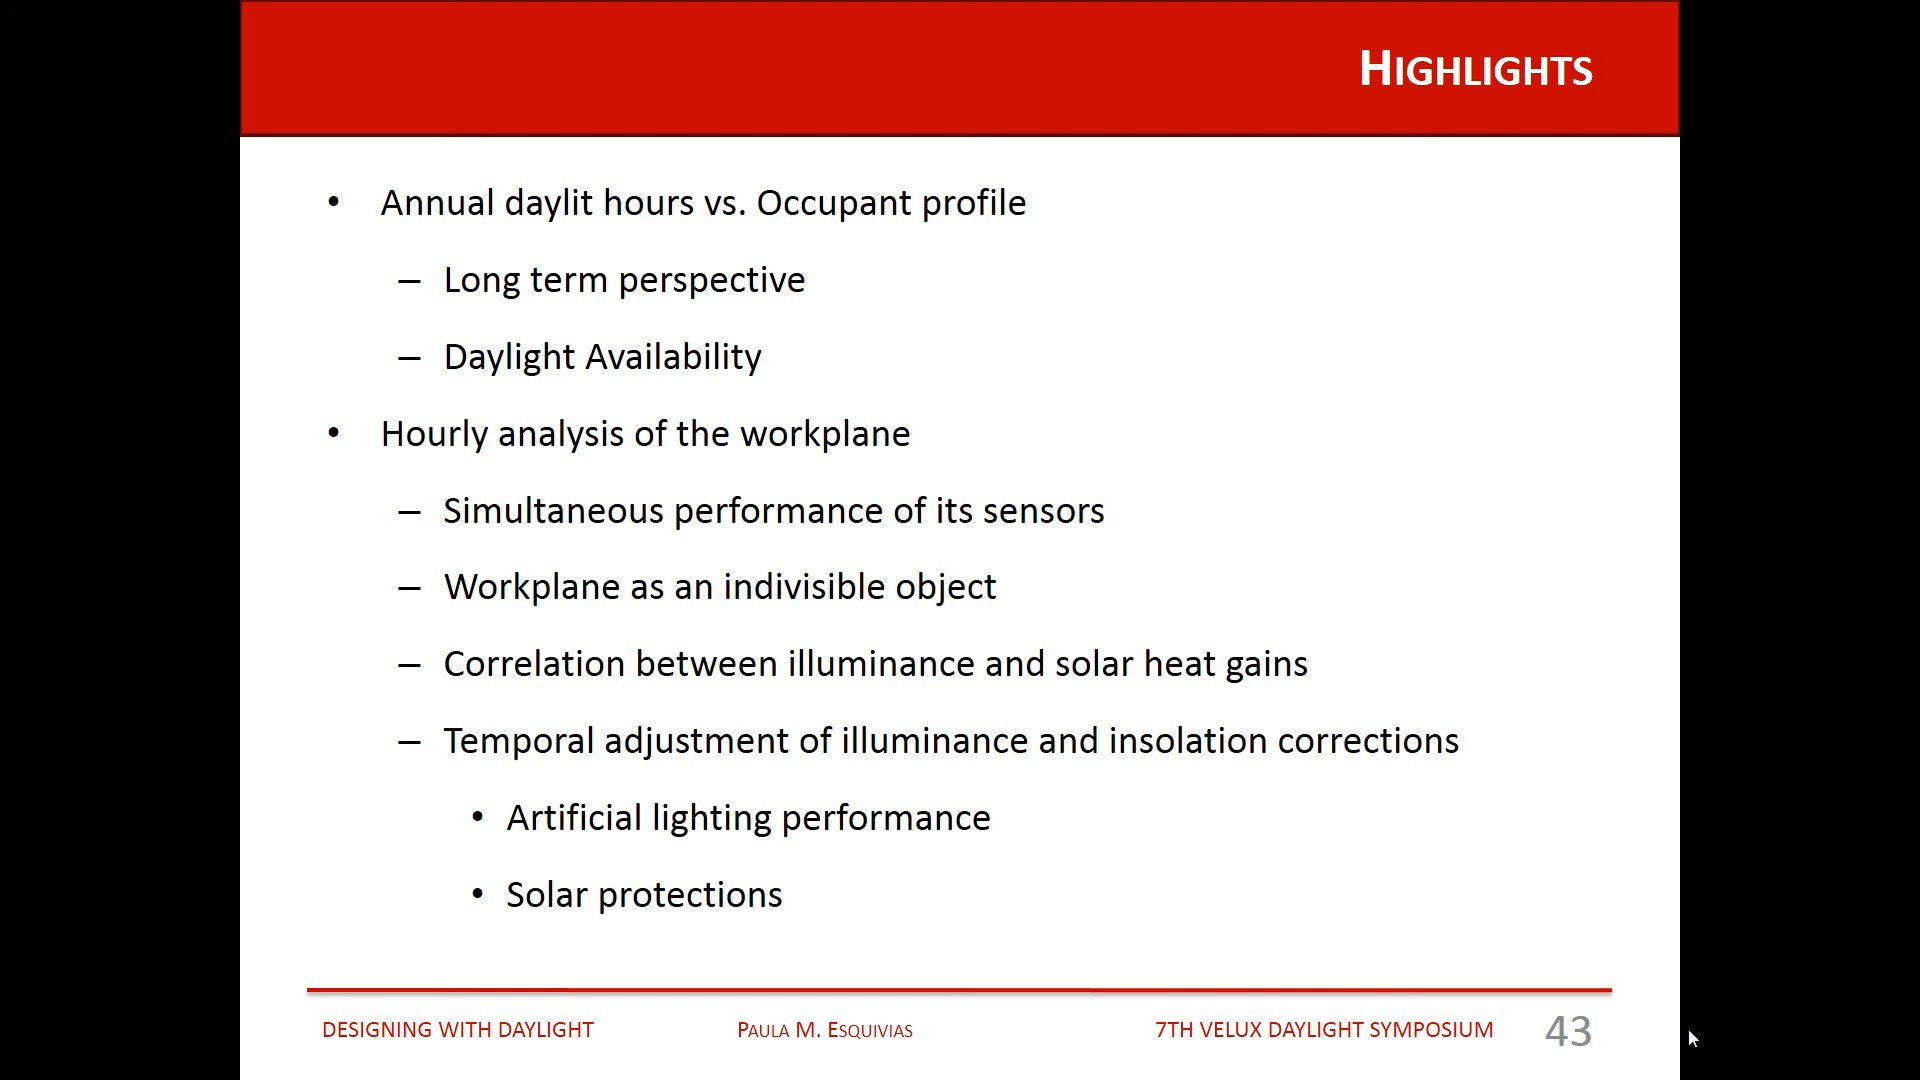 Highlights
• Annual daylit hours vs. Occupant profile
– Long term perspective
– Daylight Availability
• Hourly analysis of the workplane
– Simultaneous performance of its sensors
– Workplane as an indivisible object
– Correlation between illuminance and solar heat gains
– Temporal adjustment of illuminance and insolation corrections
• Artificial lighting performance
• Solar protections
DESIGNING WITH DAYLIGHT Paula M. Esquivias 7TH VELUX DAYLIGHT SYMPOSIUM 43